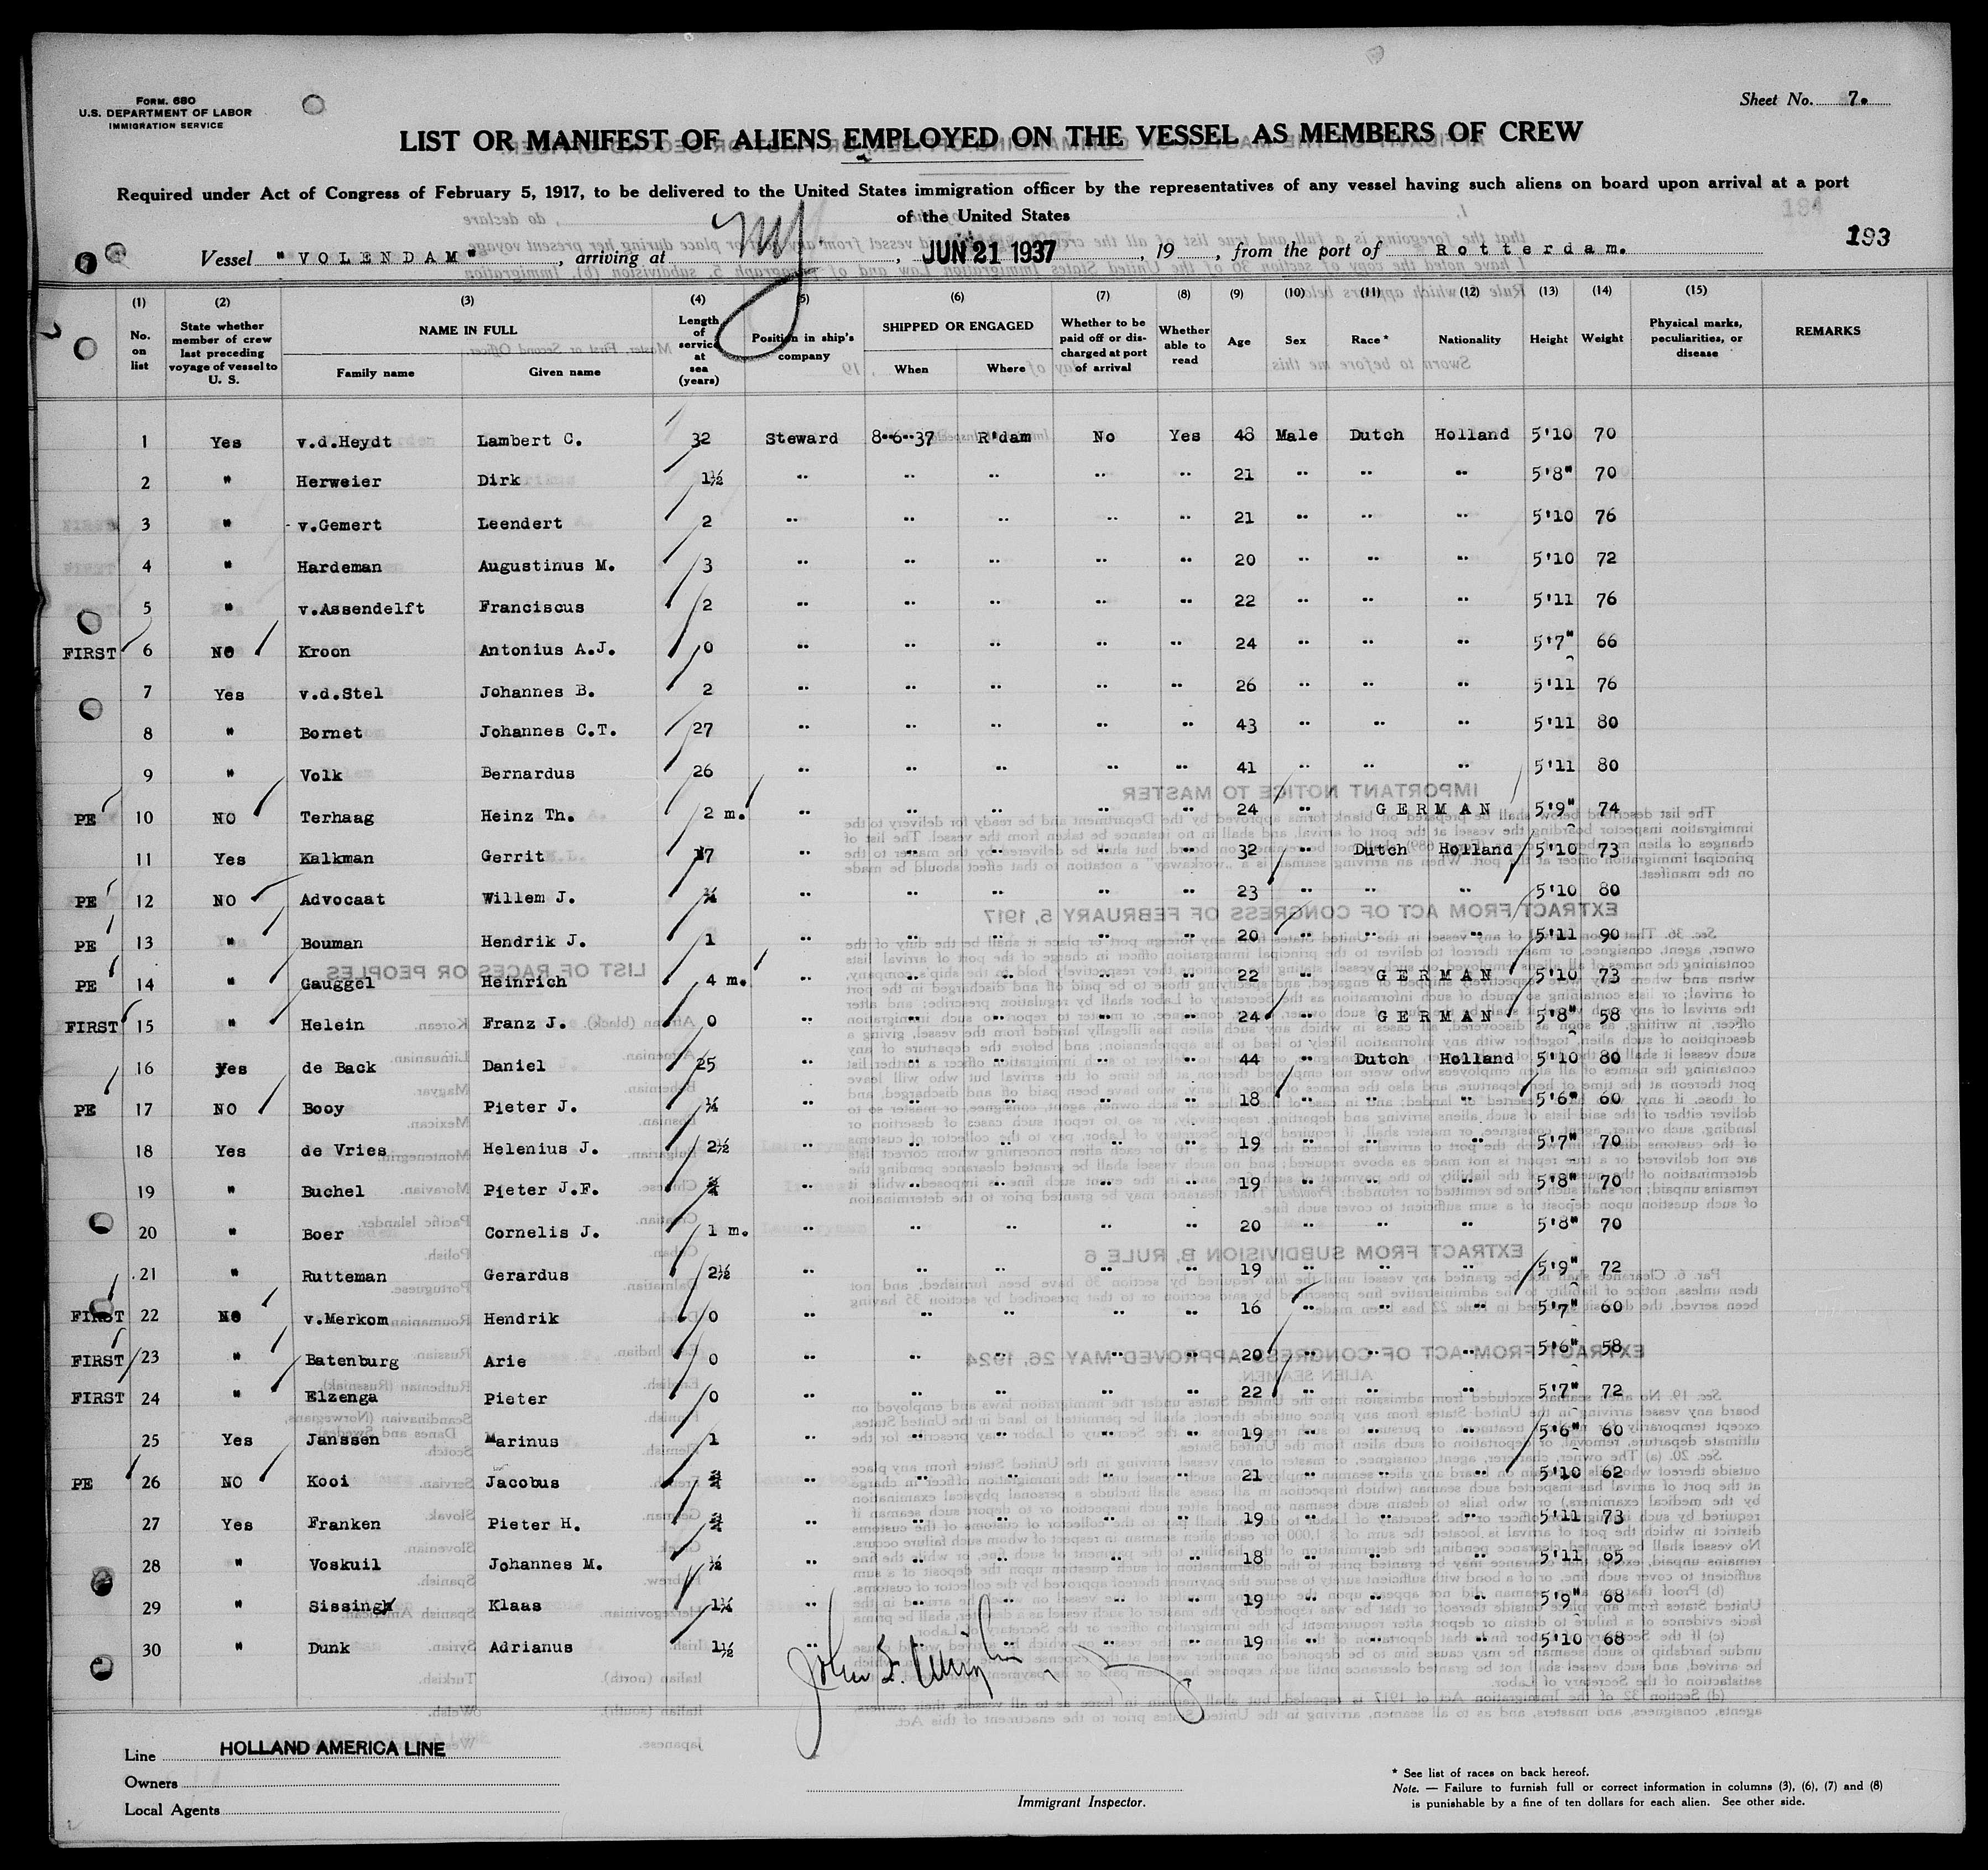 FORM. 680
U.S. DEPARTMENT OF LABOR
IMMIGRATION SERVICE
Sheet No. 7.
LIST OR MANIFEST OF ALIENS EMPLOYED ON THE VESSEL AS MEMBERS OF CREW
Required under Act of Congress of February 5, 1917, to be delivered to the United States immigration officer by the representatives of any vessel having such aliens on board upon arrival at a port
of the United States
193
Vessel "VOLENDAM", arriving at NY, JUN 21 1937, 19, from the port of Rotterdam.
(1) (2) (3) (4) (5) (6) (7) (8) (9) (10) (11) (12) (13) (14) (15)
No. on list | State whether member of crew last preceding voyage of vessel to U. S. | NAME IN FULL Family name Given name | Length of service at sea (years) | Position in ship's company | SHIPPED OR ENGAGED When Where | Whether to be paid off or discharged at port of arrival | Whether able to read | Age | Sex | Race* | Nationality | Height | Weight | Physical marks, peculiarities, or disease | REMARKS
1 Yes v.d.Heydt Lambert C. 32 Steward 8-6-37 R'dam No Yes 48 Male Dutch Holland 5'10 70
2 " Herweier Dirk 1½ " " " " " 21 " " " 5'8" 70
3 " v.Gemert Leendert 2 " " " " " 21 " " " 5'10 76
4 " Hardeman Augustinus M. 3 " " " " " 20 " " " 5'10 72
5 " v.Assendelft Franciscus 2 " " " " " 22 " " " 5'11 76
FIRST 6 NO Kroon Antonius A.J. 0 " " " " " 24 " " " 5'7" 66
7 Yes v.d.Stel Johannes B. 2 " " " " " 26 " " " 5'11 76
8 " Bornet Johannes C.T. 27 " " " " " 43 " " " 5'11 80
9 " Volk Bernardus 26 " " " " " 41 " " " 5'11 80
PE 10 NO Terhaag Heinz Th. 2 m. " " " " " 24 " GERMAN 5'9" 74
11 Yes Kalkman Gerrit 17 " " " " " 32 " Dutch Holland 5'10 73
PE 12 NO Advocaat Willem J. ¼ " " " " " 23 " " " 5'10 80
PE 13 " Bouman Hendrik J. 1 " " " " " 20 " " " 5'11 90
PE 14 " Gauggel Heinrich 4 m. " " " " " 22 " GERMAN 5'10 73
FIRST 15 " Helein Franz J. 0 " " " " " 24 " GERMAN 5'8" 58
16 Yes de Back Daniel 25 " " " " " 44 " Dutch Holland 5'10 80
PE 17 NO Booy Pieter J. ¼ " " " " " 18 " " " 5'6" 60
18 Yes de Vries Helenius J. 2½ " " " " " 19 " " " 5'7" 70
19 " Buchel Pieter J.F. ¾ " " " " " 19 " " " 5'8" 70
20 " Boer Cornelis J. 1 m. " " " " " 20 " " " 5'8" 70
21 " Rutteman Gerardus 2½ " " " " " 19 " " " 5'9" 72
FIRST 22 NO v.Merkom Hendrik 0 " " " " " 16 " " " 5'7" 60
FIRST 23 " Batenburg Arie 0 " " " " " 20 " " " 5'6" 58
FIRST 24 " Elzenga Pieter 0 " " " " " 22 " " " 5'7" 72
25 Yes Janssen Marinus 1 " " " " " 19 " " " 5'6" 60
PE 26 NO Kooi Jacobus ¾ " " " " " 21 " " " 5'10 62
27 Yes Franken Pieter H. ¾ " " " " " 19 " " " 5'11 73
28 " Voskuil Johannes M. ½ " " " " " 18 " " " 5'11 65
29 " Sissingh Klaas 1¼ " " " " " 19 " " " 5'9" 68
30 " Dunk Adrianus 1½ " " " " " 19 " " " 5'10 68
Line HOLLAND AMERICA LINE
Owners
Local Agents
Immigrant Inspector.
* See list of races on back hereof.
Note. — Failure to furnish full or correct information in columns (3), (6), (7) and (8)
is punishable by a fine of ten dollars for each alien. See other side.